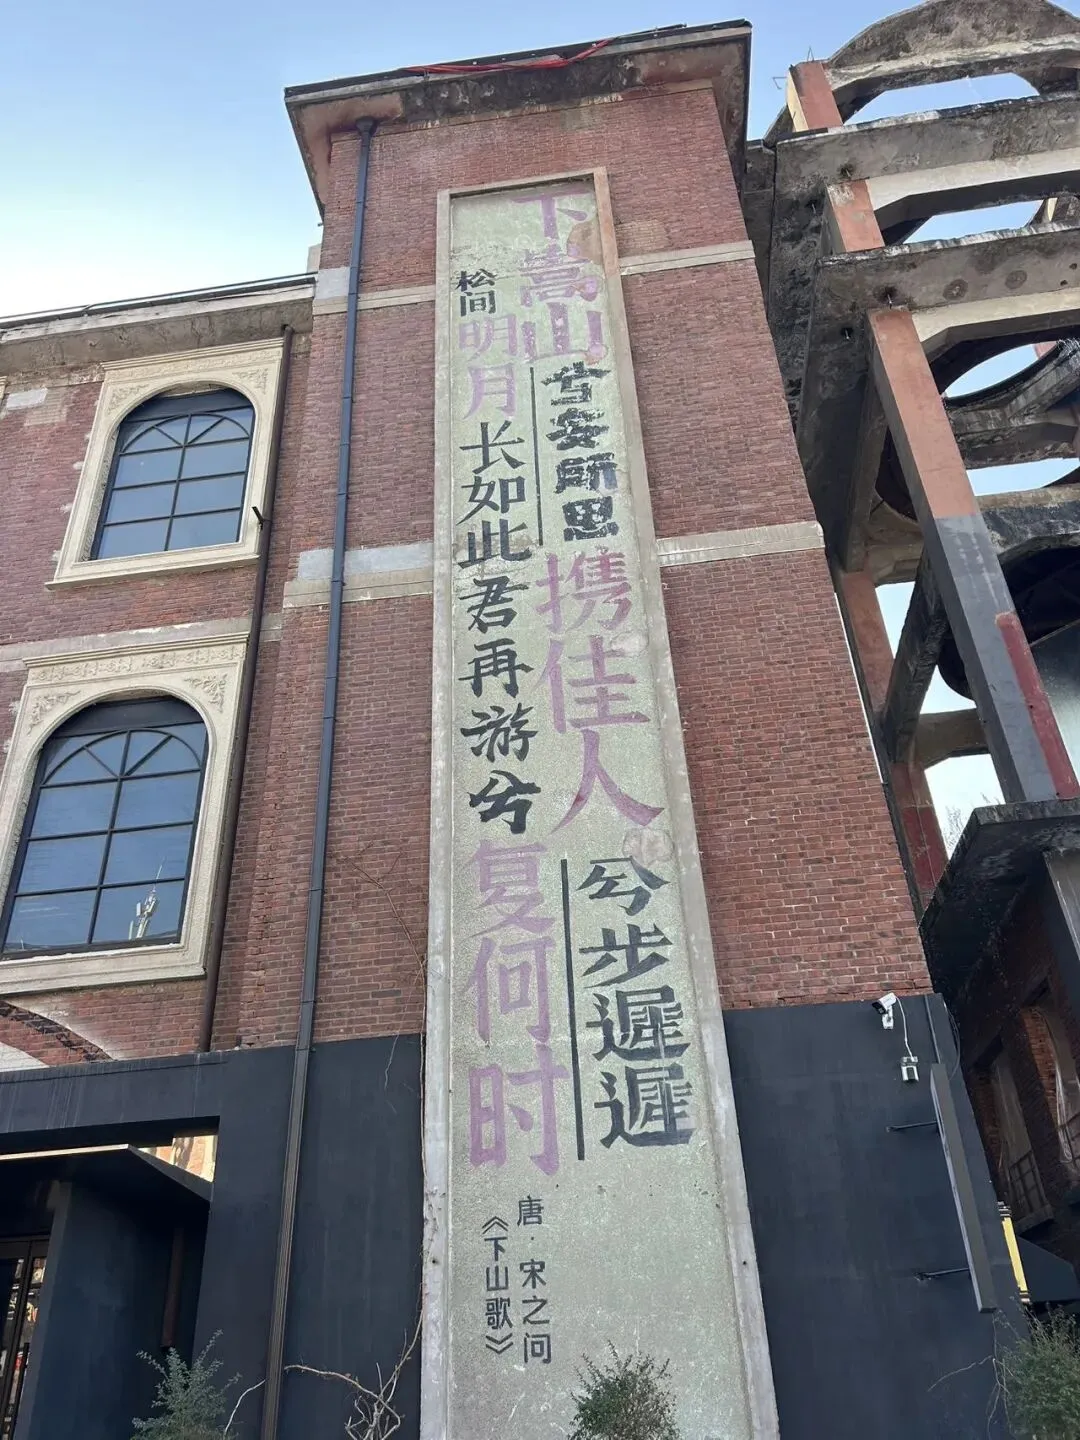 下嵩山兮多所思携佳人兮步遲遲
松间明月长如此君再游兮复何时
唐·宋之问
《下山歌》